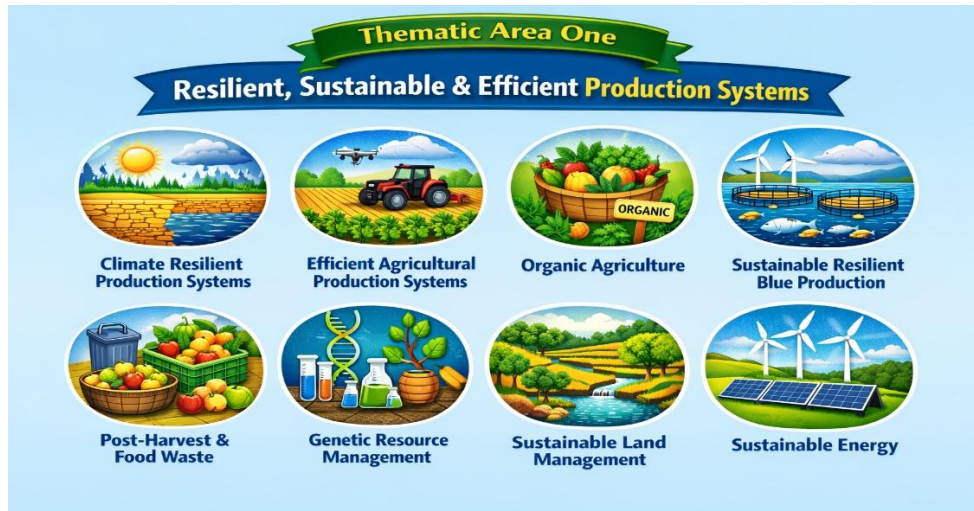 Thematic Area One
Resilient, Sustainable & Efficient Production Systems
Climate Resilient
Production Systems
Efficient Agricultural
Production Systems
ORGANIC
Organic Agriculture
Sustainable Resilient
Blue Production
Post-Harvest &
Food Waste
Genetic Resource
Management
Sustainable Land
Management
Sustainable Energy